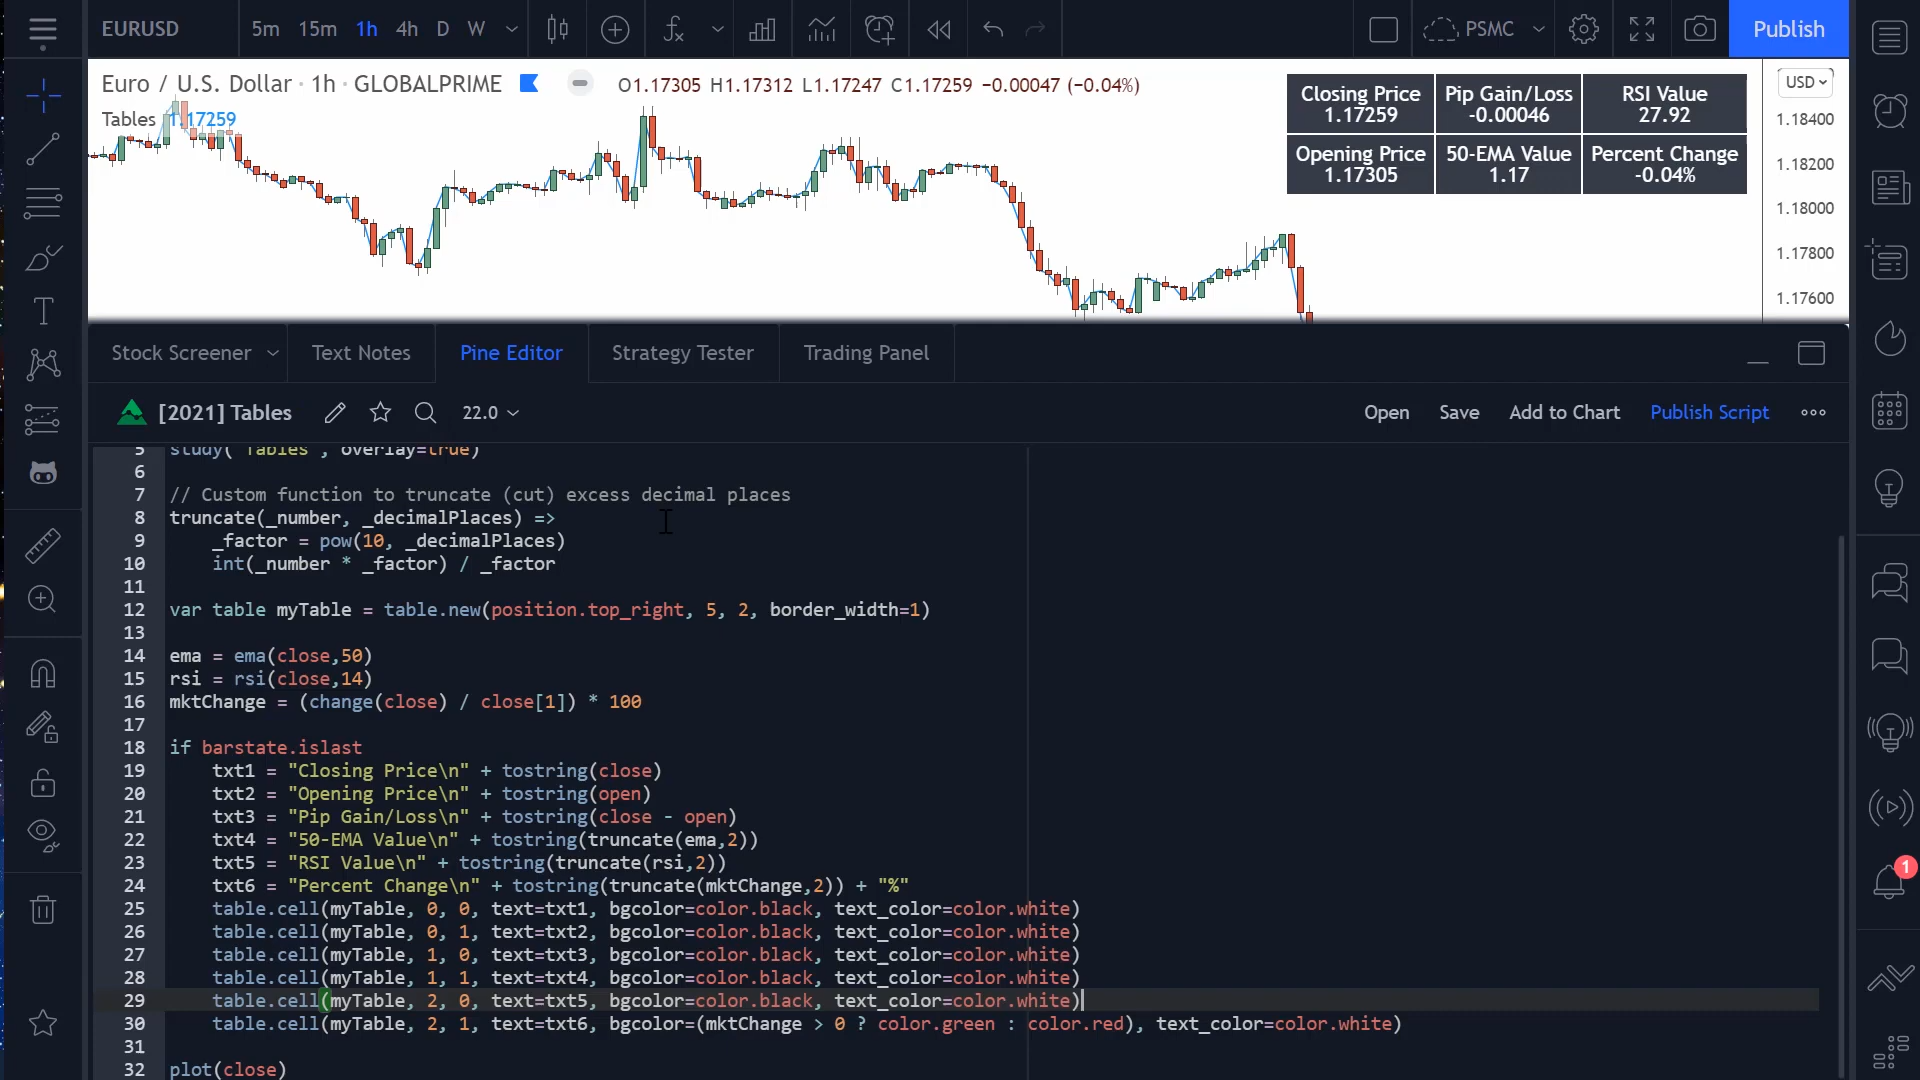 EURUSD 5m 15m 1h 4h D W PSMC Publish
Euro / U.S. Dollar · 1h · GLOBALPRIME O1.17305 H1.17312 L1.17247 C1.17259 −0.00047 (−0.04%)
Tables 1.17259
Closing Price Pip Gain/Loss RSI Value
1.17259 -0.00046 27.92
Opening Price 50-EMA Value Percent Change
1.17305 1.17 -0.04%
USD
1.18400
1.18200
1.18000
1.17800
1.17600
1
Stock Screener Text Notes Pine Editor Strategy Tester Trading Panel
[2021] Tables 22.0 Open Save Add to Chart Publish Script
5 study("Tables", overlay=true)
6
7 // Custom function to truncate (cut) excess decimal places
8 truncate(_number, _decimalPlaces) =>
9     _factor = pow(10, _decimalPlaces)
10     int(_number * _factor) / _factor
11
12 var table myTable = table.new(position.top_right, 5, 2, border_width=1)
13
14 ema = ema(close,50)
15 rsi = rsi(close,14)
16 mktChange = (change(close) / close[1]) * 100
17
18 if barstate.islast
19     txt1 = "Closing Price\n" + tostring(close)
20     txt2 = "Opening Price\n" + tostring(open)
21     txt3 = "Pip Gain/Loss\n" + tostring(close - open)
22     txt4 = "50-EMA Value\n" + tostring(truncate(ema,2))
23     txt5 = "RSI Value\n" + tostring(truncate(rsi,2))
24     txt6 = "Percent Change\n" + tostring(truncate(mktChange,2)) + "%"
25     table.cell(myTable, 0, 0, text=txt1, bgcolor=color.black, text_color=color.white)
26     table.cell(myTable, 0, 1, text=txt2, bgcolor=color.black, text_color=color.white)
27     table.cell(myTable, 1, 0, text=txt3, bgcolor=color.black, text_color=color.white)
28     table.cell(myTable, 1, 1, text=txt4, bgcolor=color.black, text_color=color.white)
29     table.cell(myTable, 2, 0, text=txt5, bgcolor=color.black, text_color=color.white)
30     table.cell(myTable, 2, 1, text=txt6, bgcolor=(mktChange > 0 ? color.green : color.red), text_color=color.white)
31
32 plot(close)